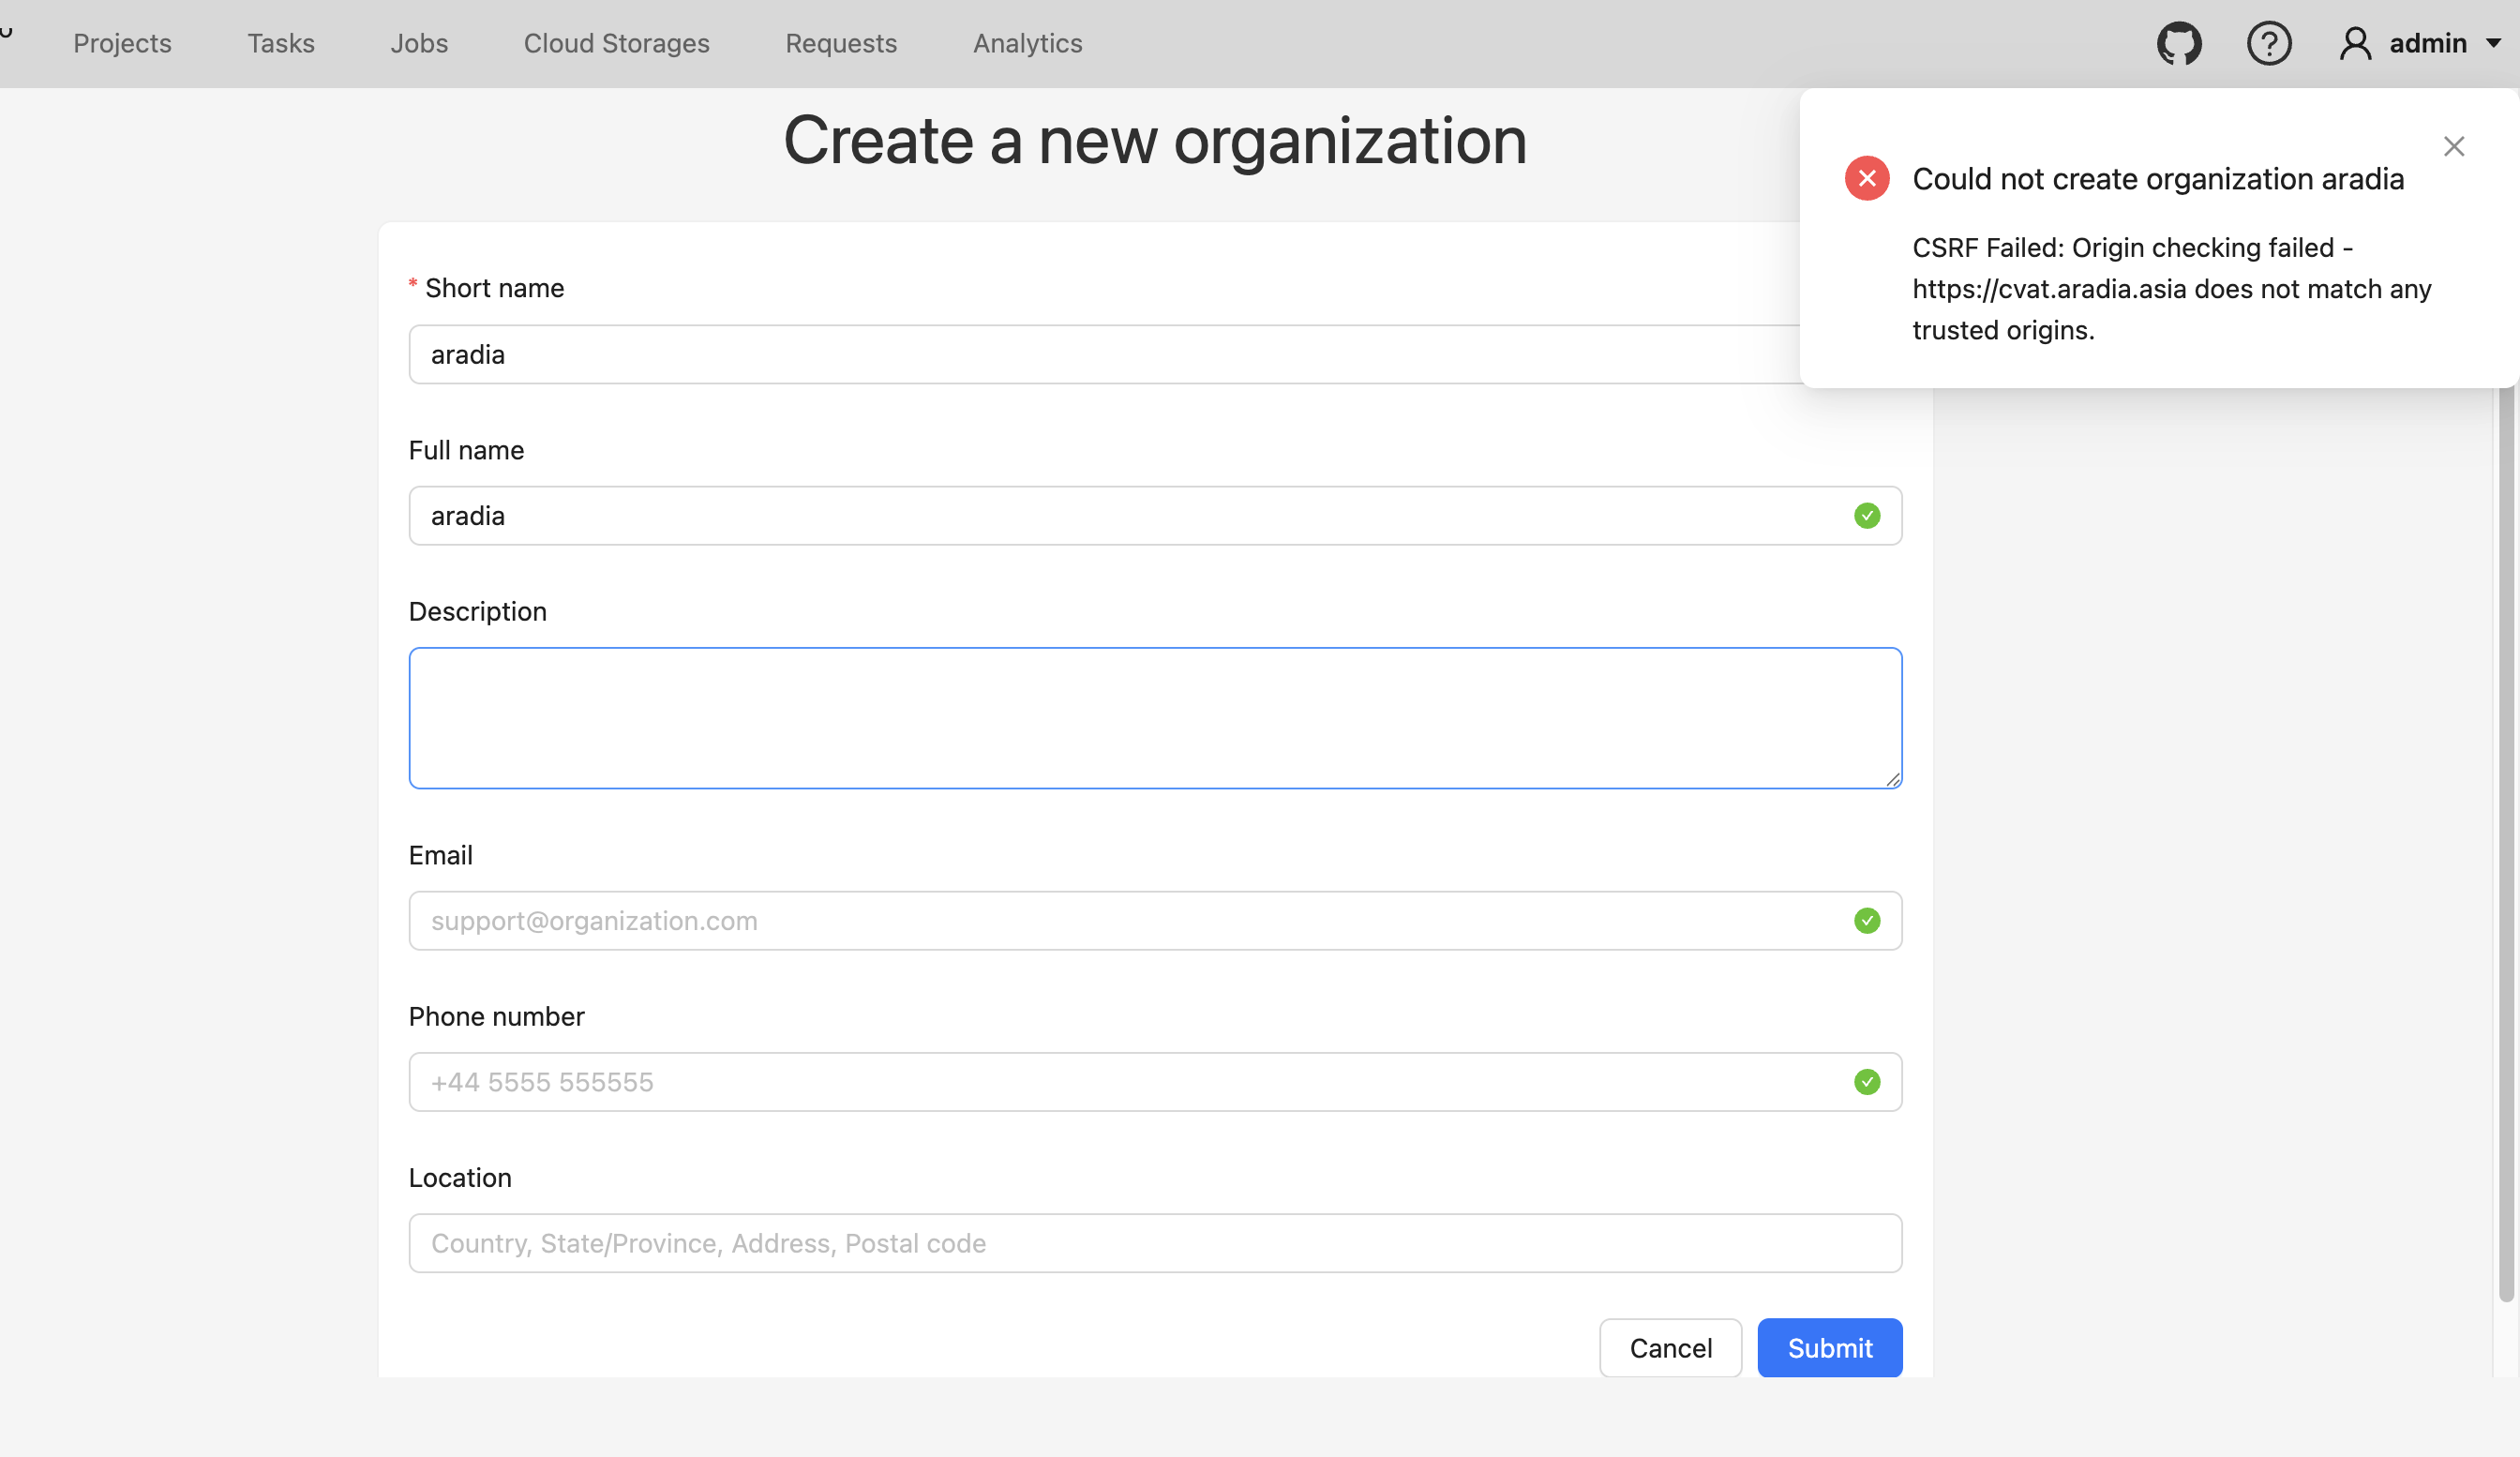 Projects Tasks Jobs Cloud Storages Requests Analytics admin
Create a new organization
Could not create organization aradia
CSRF Failed: Origin checking failed -
https://cvat.aradia.asia does not match any
trusted origins.
* Short name
aradia
Full name
aradia
Description
Email
support@organization.com
Phone number
+44 5555 555555
Location
Country, State/Province, Address, Postal code
Cancel Submit